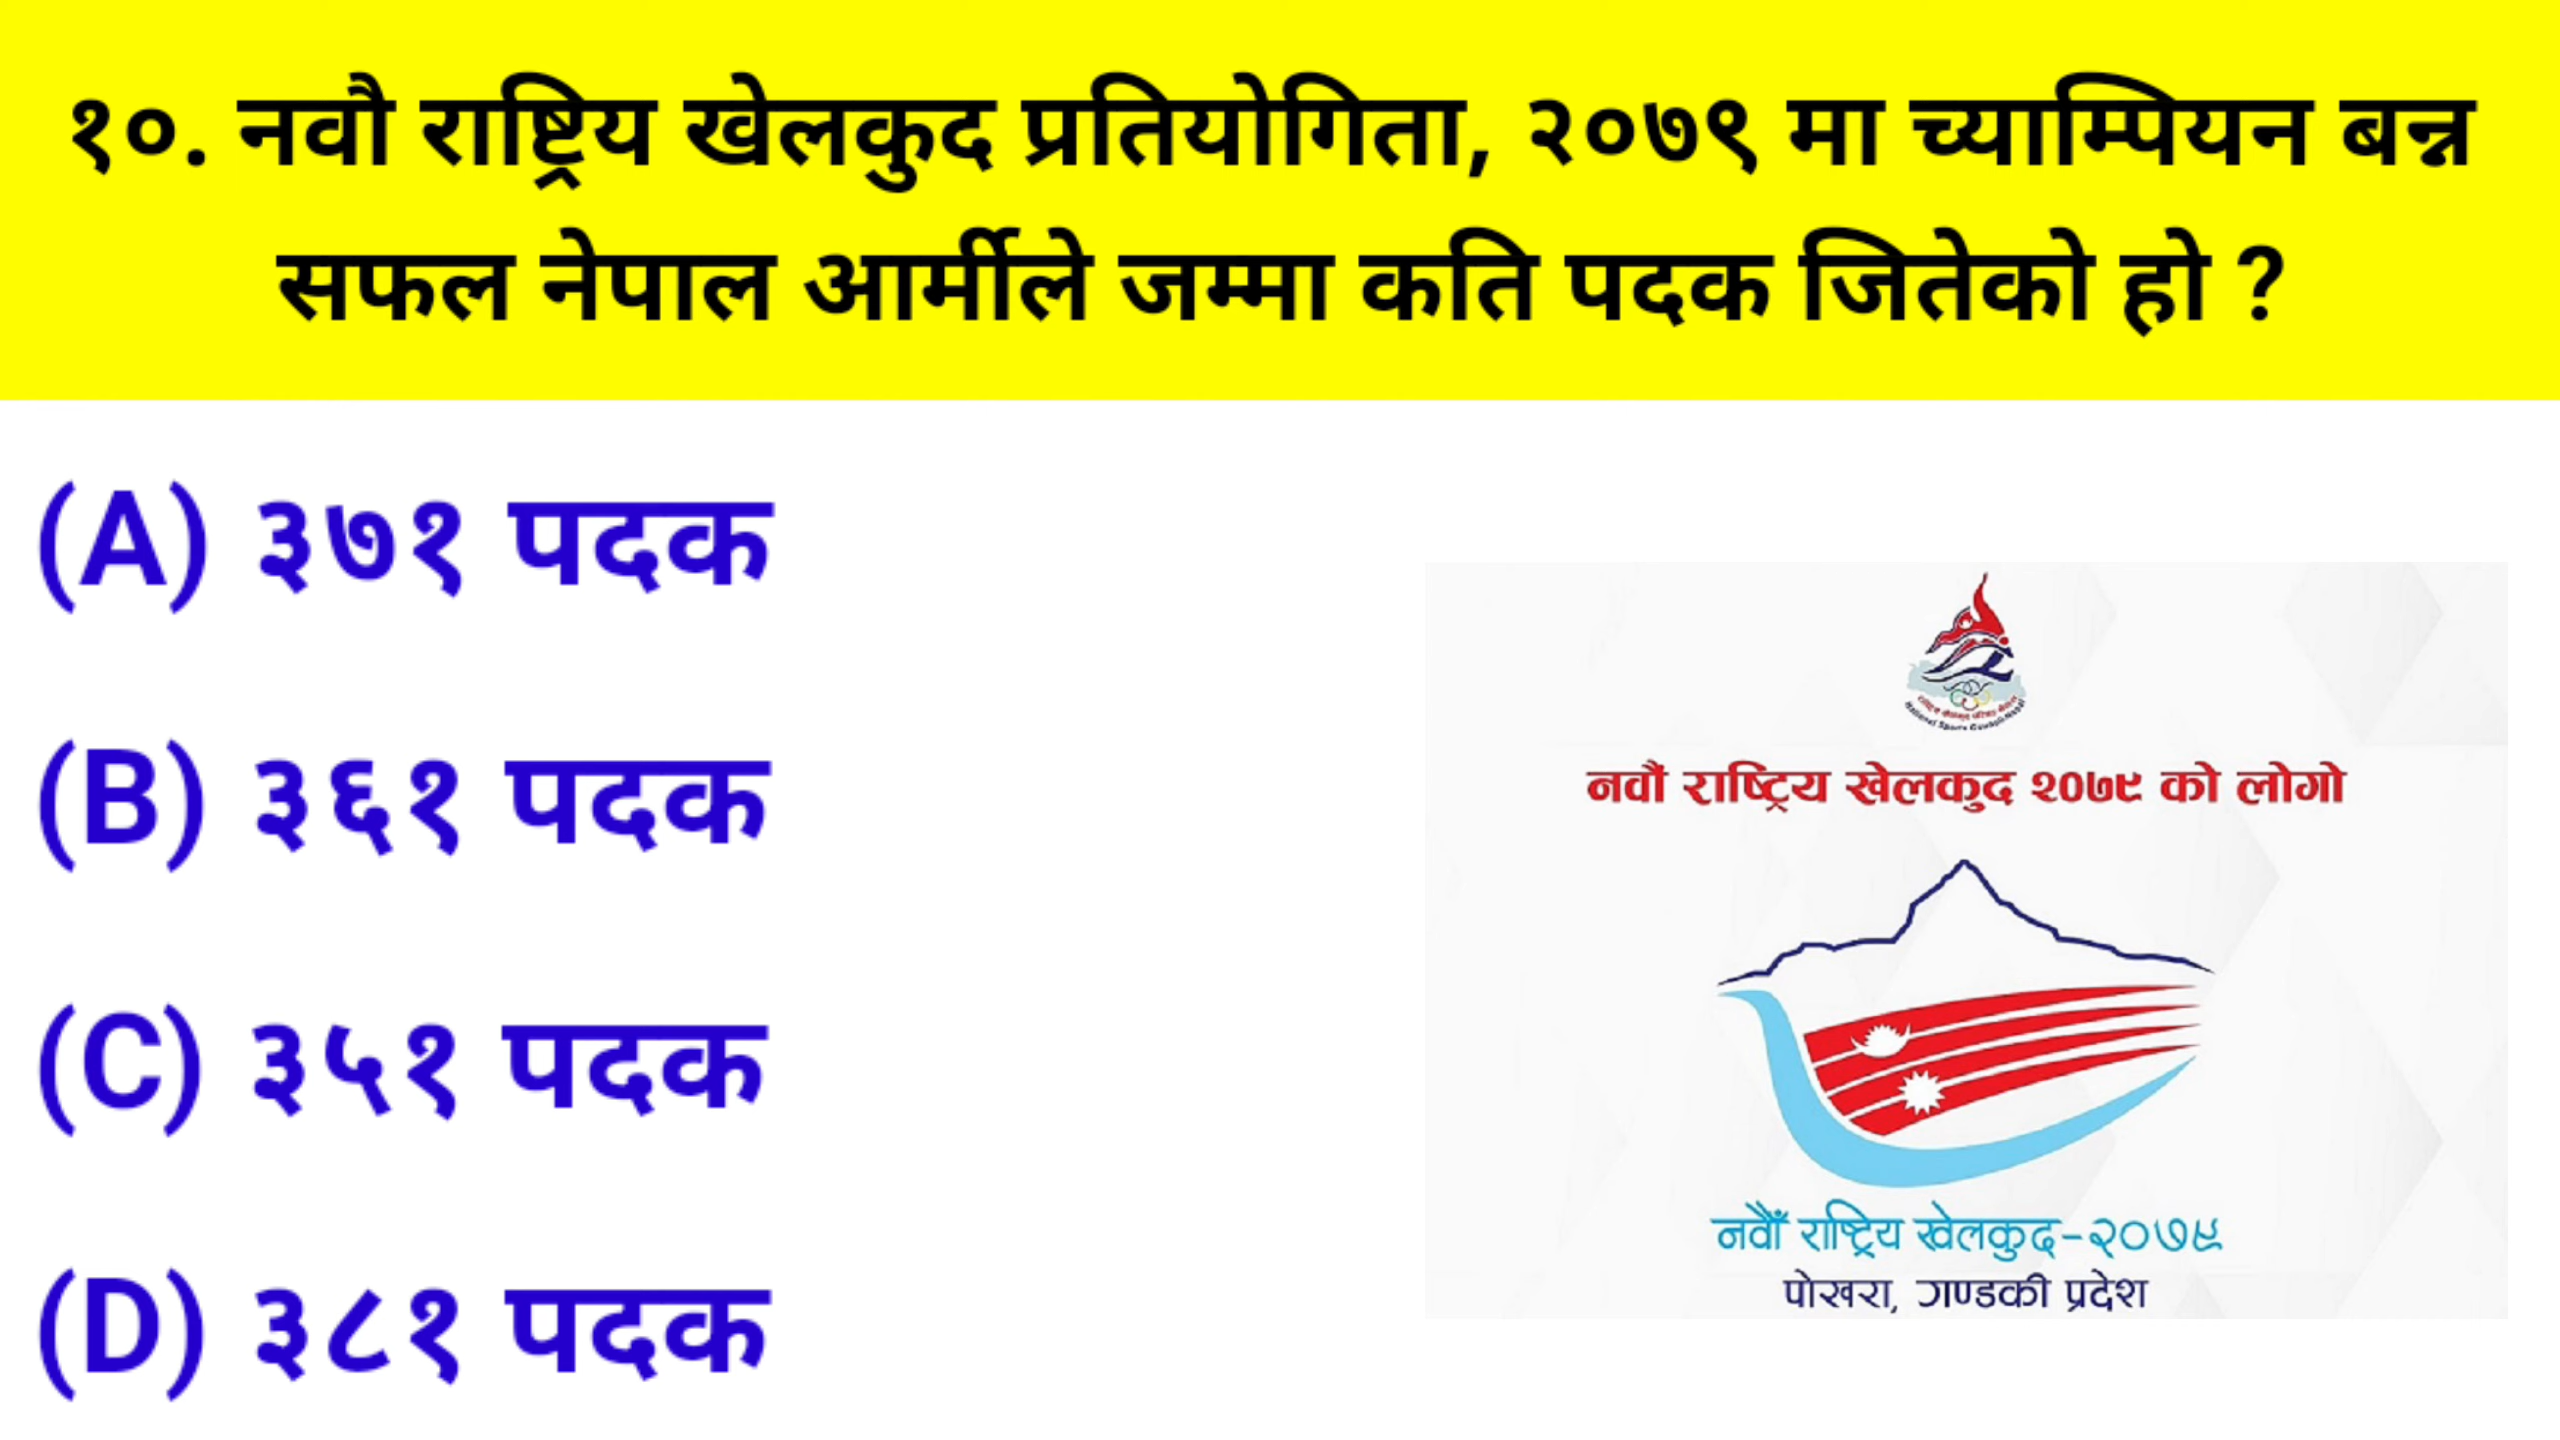 १०. नवौ राष्ट्रिय खेलकुद प्रतियोगिता, २०७९ मा च्याम्पियन बन्न
सफल नेपाल आर्मीले जम्मा कति पदक जितेको हो ?
(A) ३७१ पदक
(B) ३६१ पदक
(C) ३५१ पदक
(D) ३८१ पदक
नवौं राष्ट्रिय खेलकुद २०७९ को लोगो
नवौँ राष्ट्रिय खेलकुद-२०७९
पोखरा, गण्डकी प्रदेश